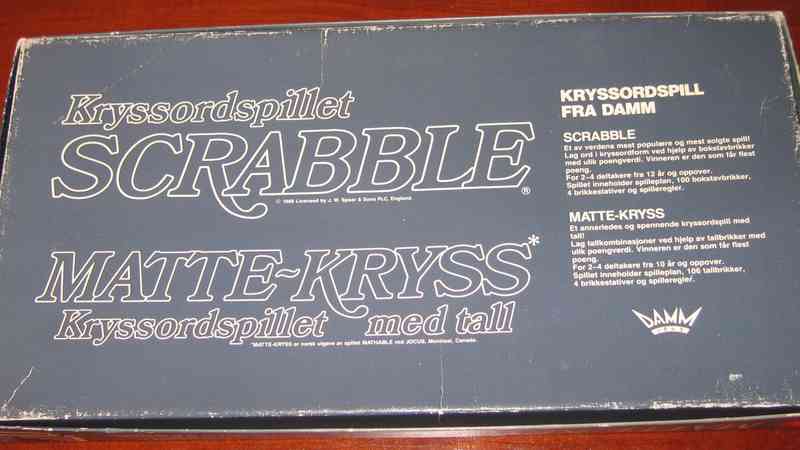 Kryssordspillet
SCRABBLE®
© 1988 Licensed by J. W. Spear & Sons PLC, England.
MATTE~KRYSS*
Kryssordspillet med tall
*MATTE-KRYSS er norsk utgave av spillet MATHABLE ved JOCUS, Montreal, Canada.
KRYSSORDSPILL
FRA DAMM
SCRABBLE
Et av verdens mest populære og mest solgte spill!
Lag ord i kryssordform ved hjelp av bokstavbrikker
med ulik poengverdi. Vinneren er den som får flest
poeng.
For 2–4 deltakere fra 12 år og oppover.
Spillet inneholder spilleplan, 100 bokstavbrikker,
4 brikkestativer og spilleregler.
MATTE-KRYSS
Et annerledes og spennende kryssordspill med
tall!
Lag tallkombinasjoner ved hjelp av tallbrikker med
ulik poengverdi. Vinneren er den som får flest
poeng.
For 2–4 deltakere fra 10 år og oppover.
Spillet inneholder spilleplan, 106 tallbrikker,
4 brikkestativer og spilleregler.
DAMM